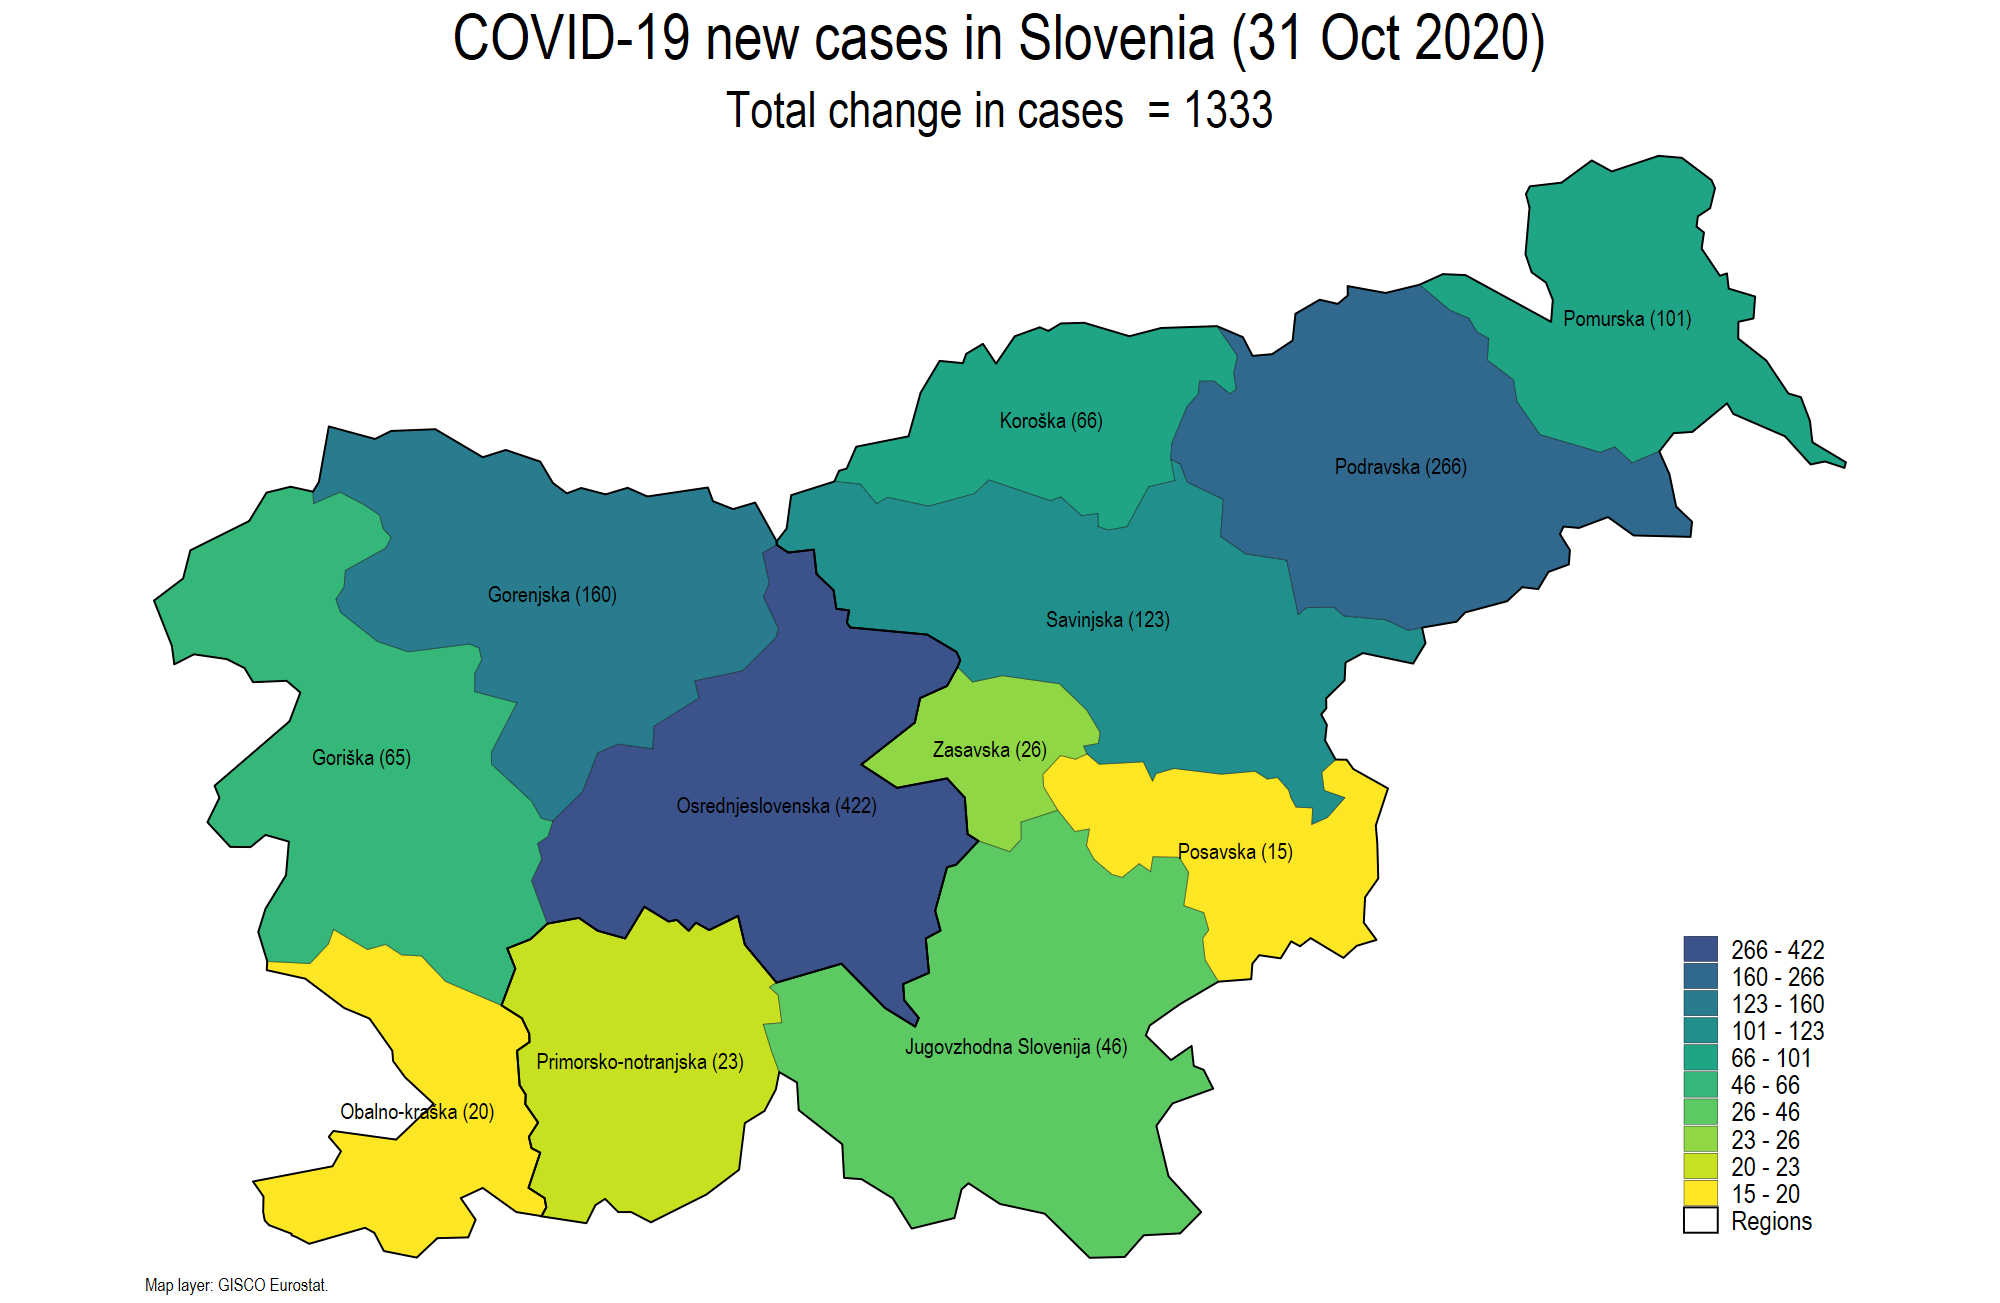 COVID-19 new cases in Slovenia (31 Oct 2020)
Total change in cases  = 1333
Pomurska (101)
Koroška (66)
Podravska (266)
Gorenjska (160)
Savinjska (123)
Zasavska (26)
Goriška (65)
Osrednjeslovenska (422)
Posavska (15)
Jugovzhodna Slovenija (46)
Primorsko-notranjska (23)
Obalno-kraška (20)
266 - 422
160 - 266
123 - 160
101 - 123
66 - 101
46 - 66
26 - 46
23 - 26
20 - 23
15 - 20
Regions
Map layer: GISCO Eurostat.